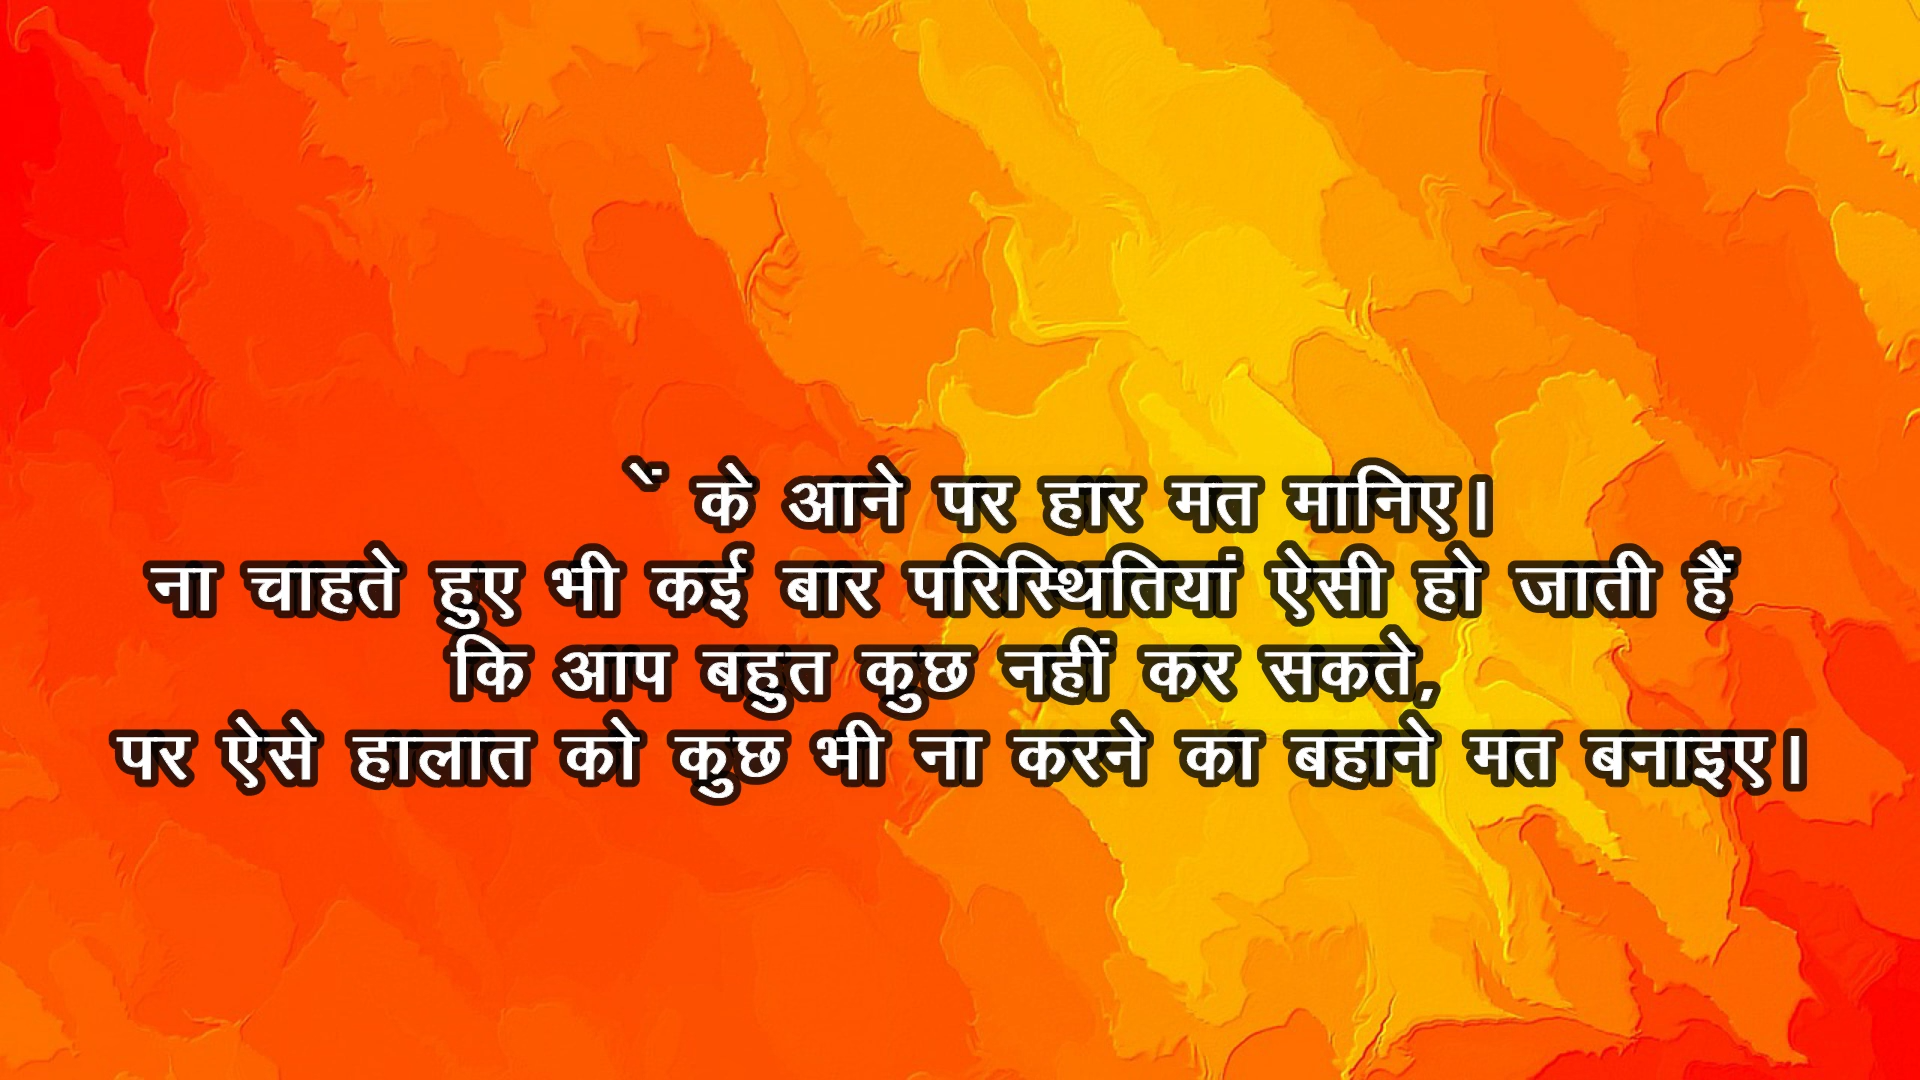 के आने पर हार मत मानिए।
ना चाहते हुए भी कई बार परिस्थितियां ऐसी हो जाती हैं
कि आप बहुत कुछ नहीं कर सकते,
पर ऐसे हालात को कुछ भी ना करने का बहाने मत बनाइए।